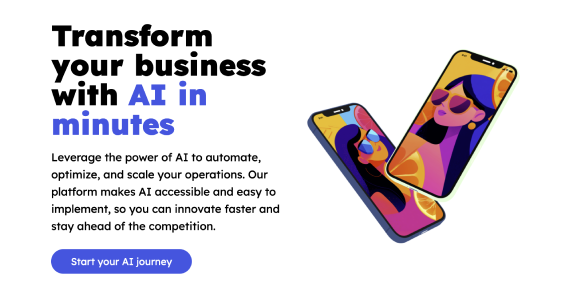 Transform
your business
with AI in
minutes
Leverage the power of AI to automate,
optimize, and scale your operations. Our
platform makes AI accessible and easy to
implement, so you can innovate faster and
stay ahead of the competition.
Start your AI journey